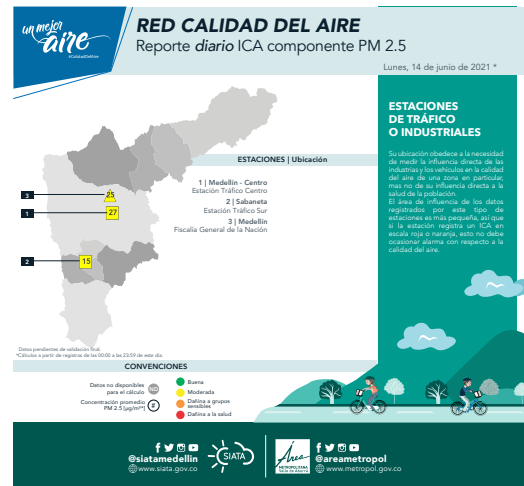 un mejor
aire
#CalidadDelAire
RED CALIDAD DEL AIRE
Reporte diario ICA componente PM 2.5
Lunes, 14 de junio de 2021 *
ESTACIONES
DE TRÁFICO
O INDUSTRIALES
Su ubicación obedece a la necesidad
de medir la influencia directa de las
industrias y los vehículos en la calidad
del aire de una zona en particular,
mas no de su influencia directa a la
salud de la población.
El área de influencia de los datos
registrados por este tipo de
estaciones es más pequeña, así que
si la estación registra un ICA en
escala roja o naranja, esto no debe
ocasionar alarma con respecto a la
calidad del aire.
ESTACIONES | Ubicación
1 | Medellín - Centro
Estación Tráfico Centro
2 | Sabaneta
Estación Tráfico Sur
3 | Medellín
Fiscalía General de la Nación
3
25
1
27
2
15
Datos pendientes de validación final.
*Cálculos a partir de registros de las 00:00 a las 23:59 de este día.
CONVENCIONES
Datos no disponibles
para el cálculo
ND
Concentración promedio
PM 2.5 [µg/m³*]
#
Buena
Moderada
Dañina a grupos
sensibles
Dañina a la salud
@siatamedellin
www.siata.gov.co
SIATA
Área
METROPOLITANA
Valle de Aburrá
@areametropol
www.metropol.gov.co